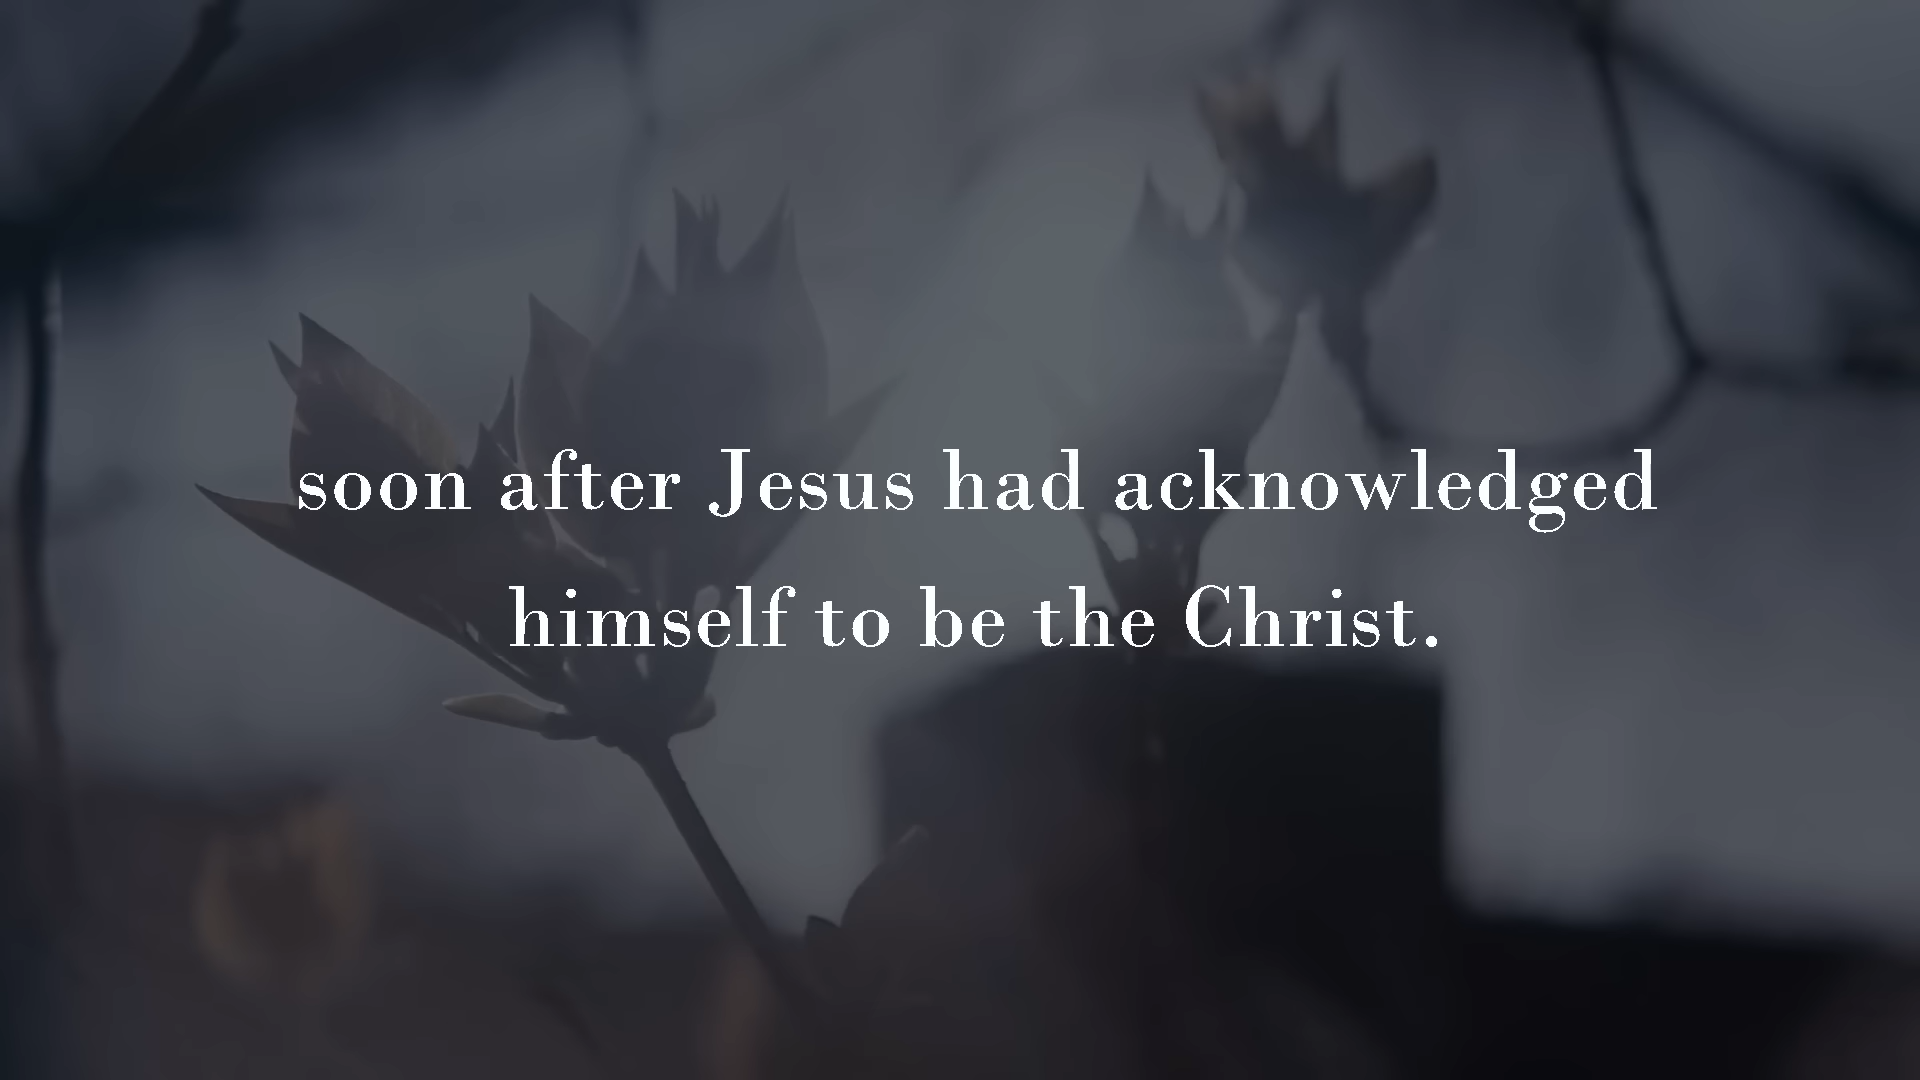 soon after Jesus had acknowledged
himself to be the Christ.